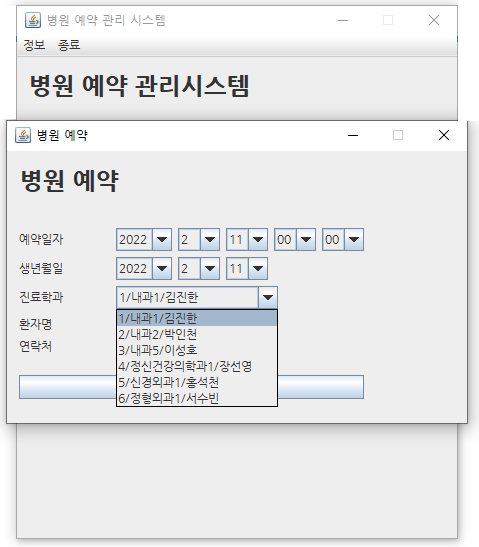 병원 예약 관리 시스템
정보 종료
병원 예약 관리시스템
병원 예약
병원 예약
예약일자 2022 2 11 00 00
생년월일 2022 2 11
진료학과 1/내과1/김진한
1/내과1/김진한
환자명
2/내과2/박인천
연락처
3/내과5/이성호
4/정신건강의학과1/장선영
5/신경외과1/홍석천
6/정형외과1/서수빈